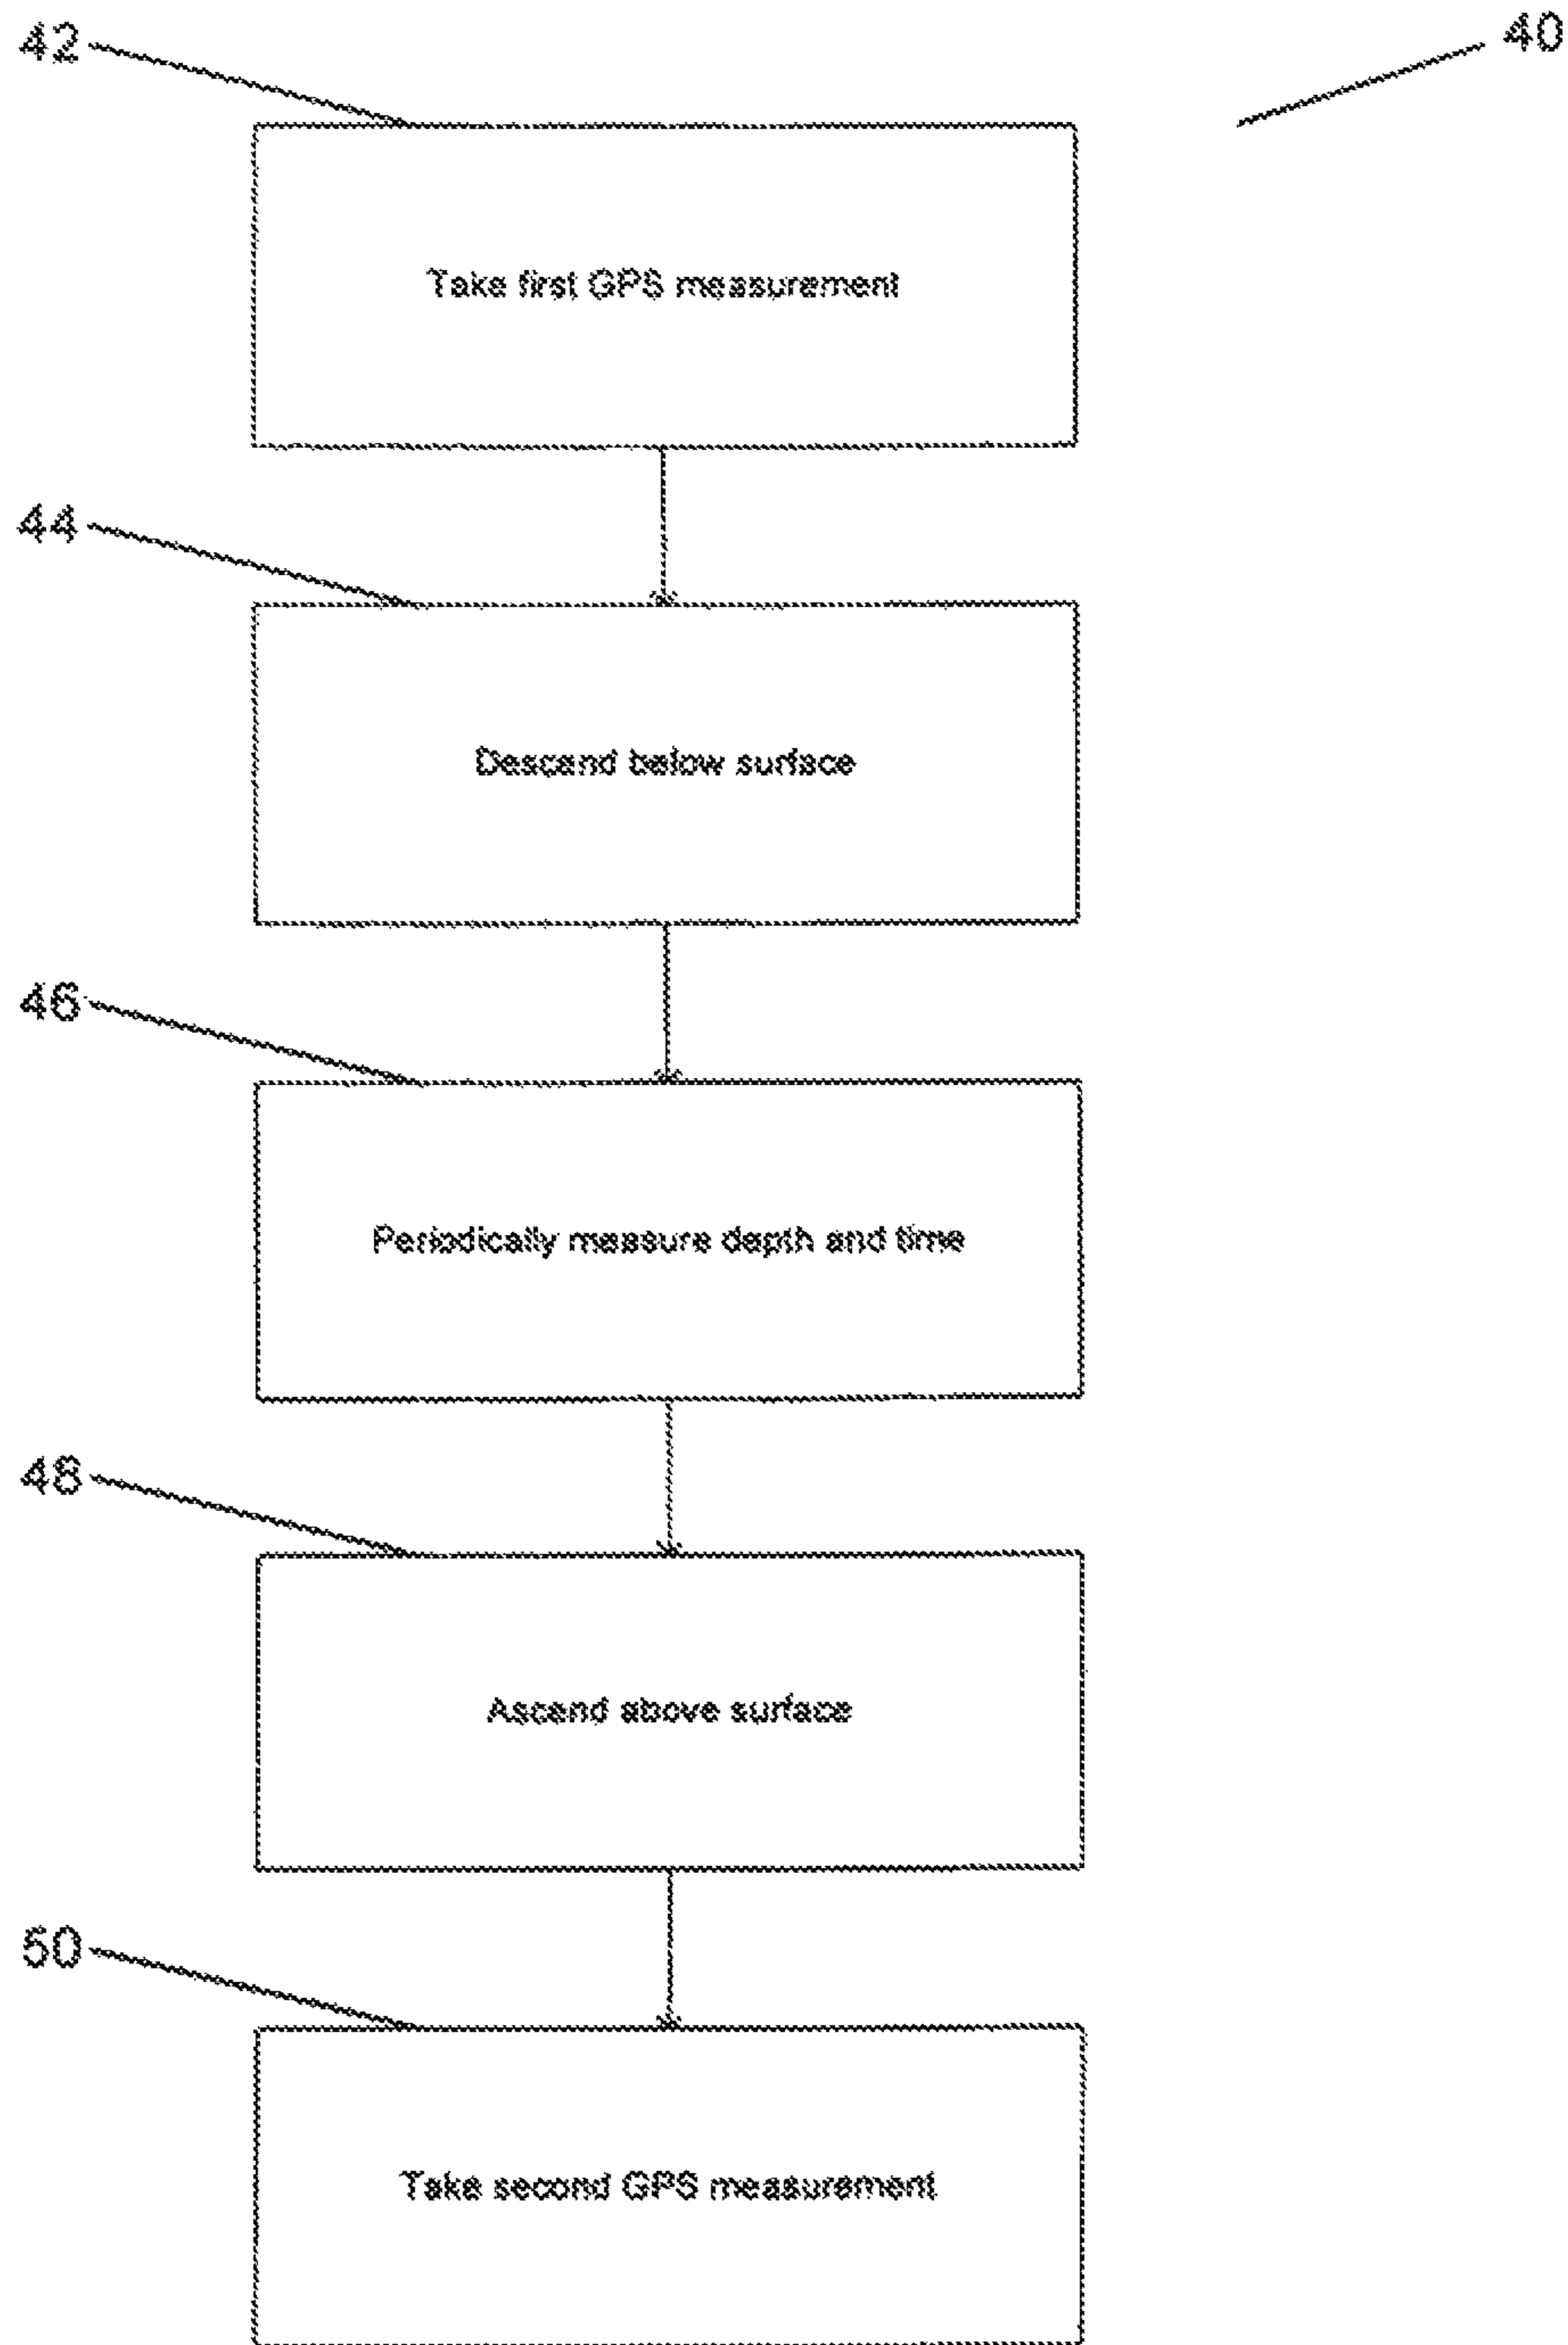 42
40
Take first GPS measurement
44
Descend below surface
46
Periodically measure depth and time
48
Ascend above surface
50
Take second GPS measurement